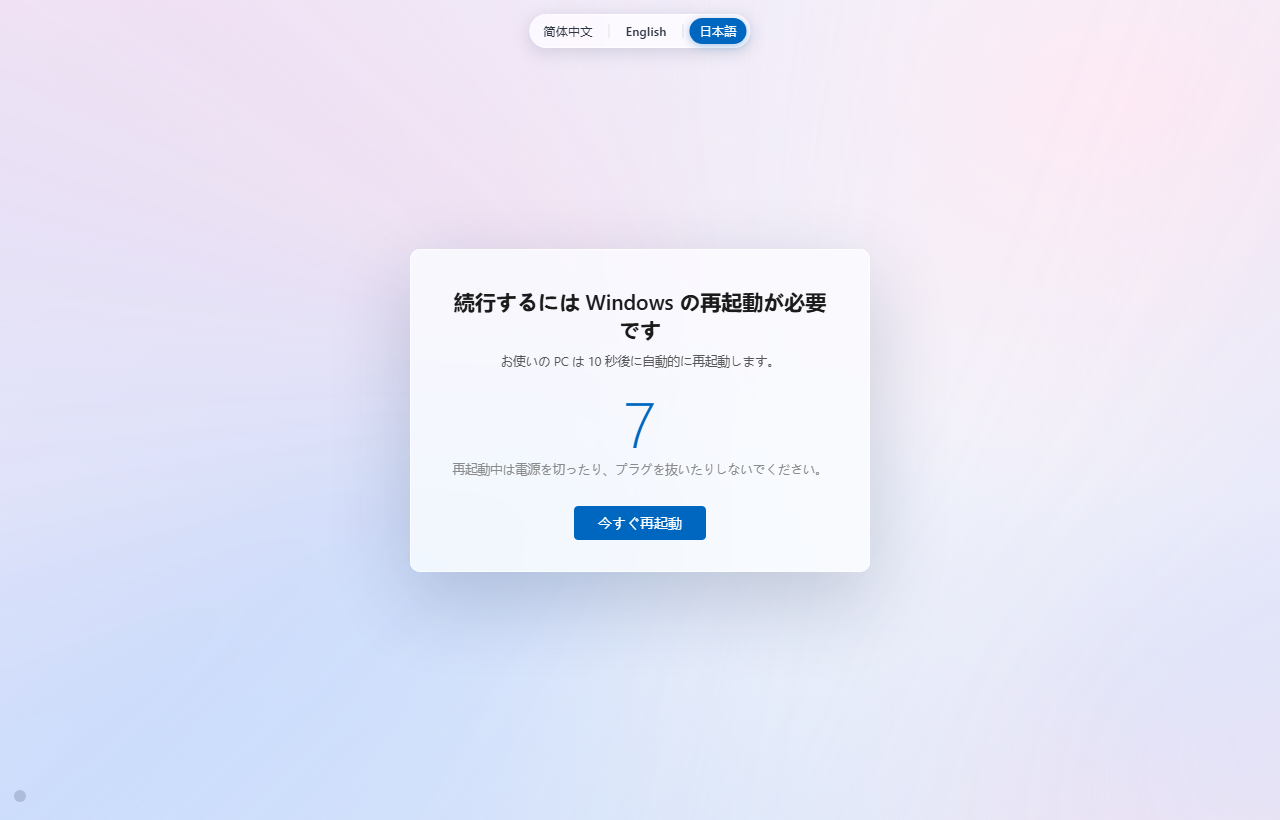 简体中文 English 日本語
続行するには Windows の再起動が必要
です
お使いの PC は 10 秒後に自動的に再起動します。
7
再起動中は電源を切ったり、プラグを抜いたりしないでください。
今すぐ再起動